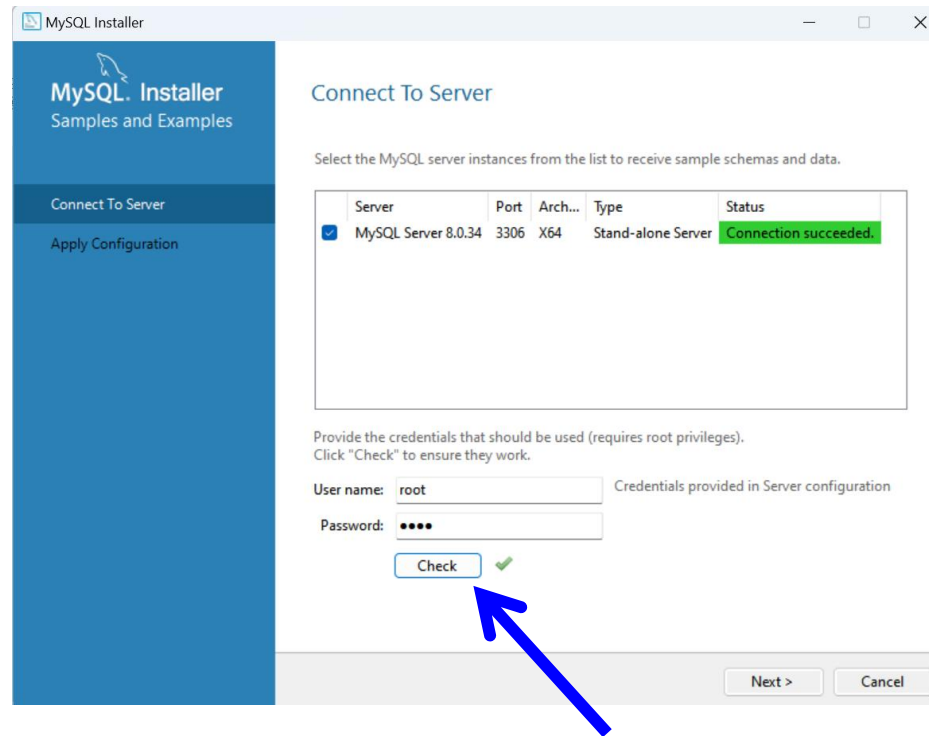 MySQL Installer
MySQL. Installer
Samples and Examples
Connect To Server
Apply Configuration
Connect To Server
Select the MySQL server instances from the list to receive sample schemas and data.
Server Port Arch... Type Status
MySQL Server 8.0.34 3306 X64 Stand-alone Server Connection succeeded.
Provide the credentials that should be used (requires root privileges).
Click "Check" to ensure they work.
User name: root Credentials provided in Server configuration
Password: ••••
Check
Next > Cancel